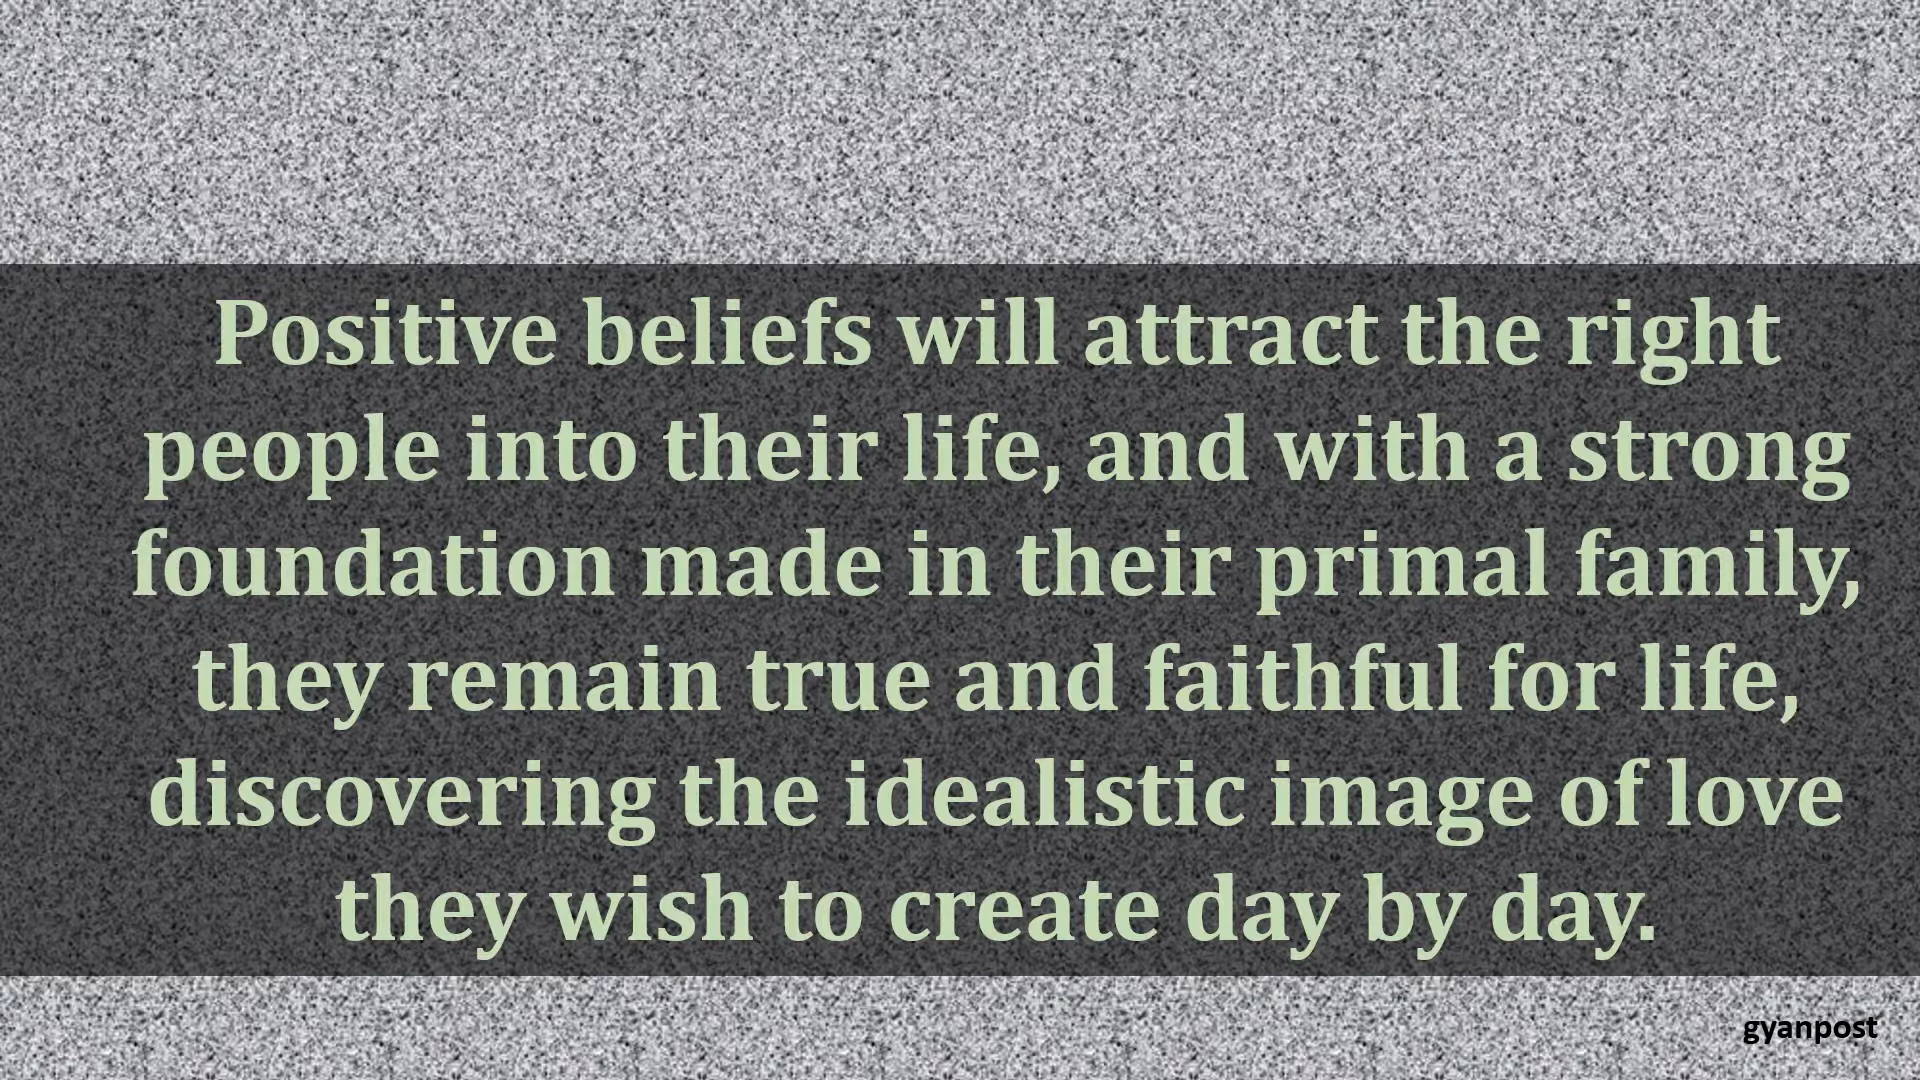 Positive beliefs will attract the right
people into their life, and with a strong
foundation made in their primal family,
they remain true and faithful for life,
discovering the idealistic image of love
they wish to create day by day.
gyanpost